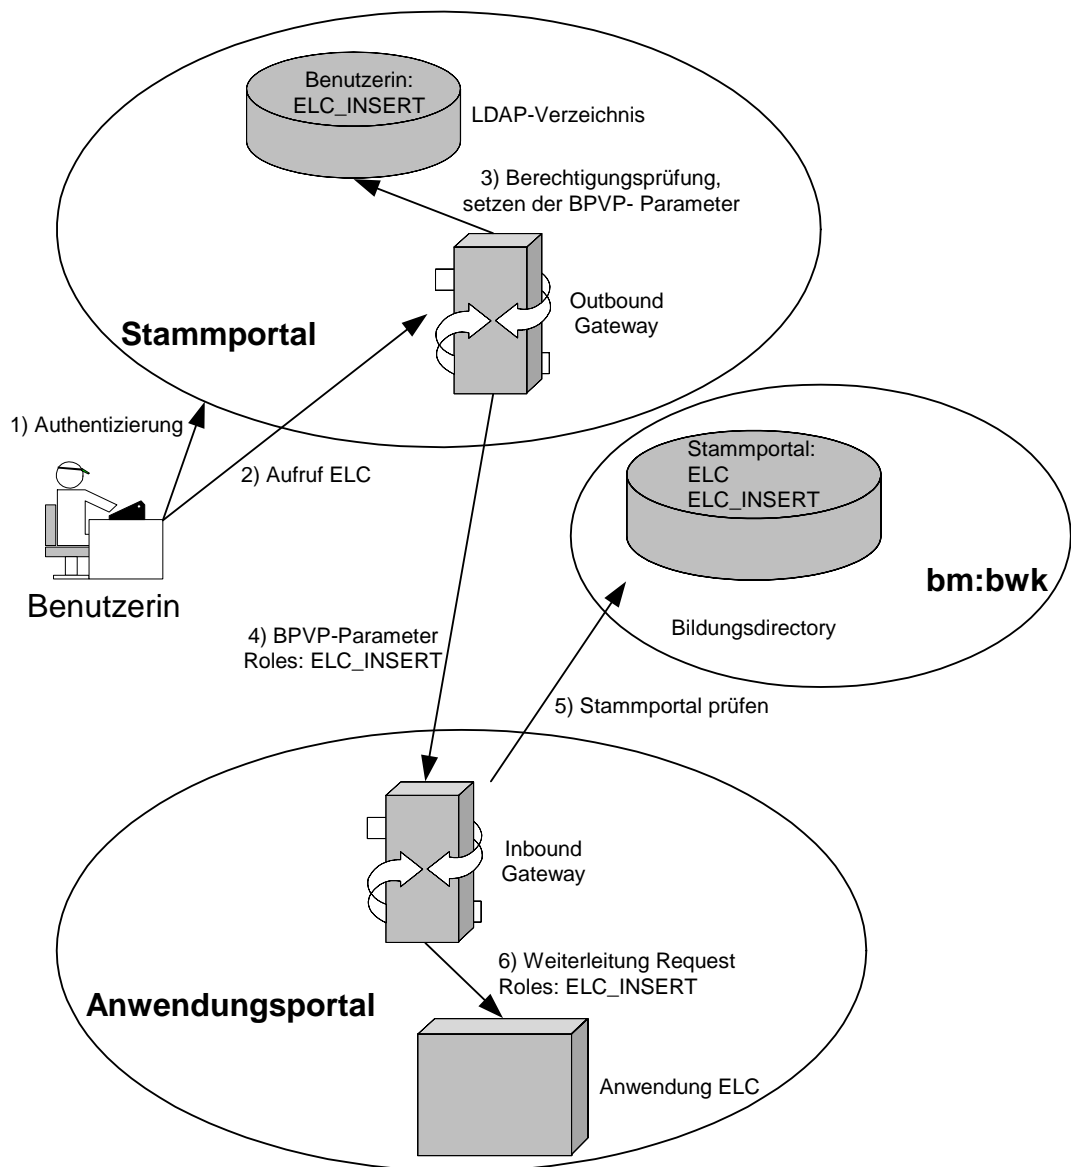 Benutzerin:
ELC_INSERT
LDAP-Verzeichnis
3) Berechtigungsprüfung,
setzen der BPVP- Parameter
Outbound
Gateway
Stammportal
1) Authentizierung
2) Aufruf ELC
Benutzerin
Stammportal:
ELC
ELC_INSERT
bm:bwk
Bildungsdirectory
4) BPVP-Parameter
Roles: ELC_INSERT
5) Stammportal prüfen
Inbound
Gateway
6) Weiterleitung Request
Roles: ELC_INSERT
Anwendungsportal
Anwendung ELC